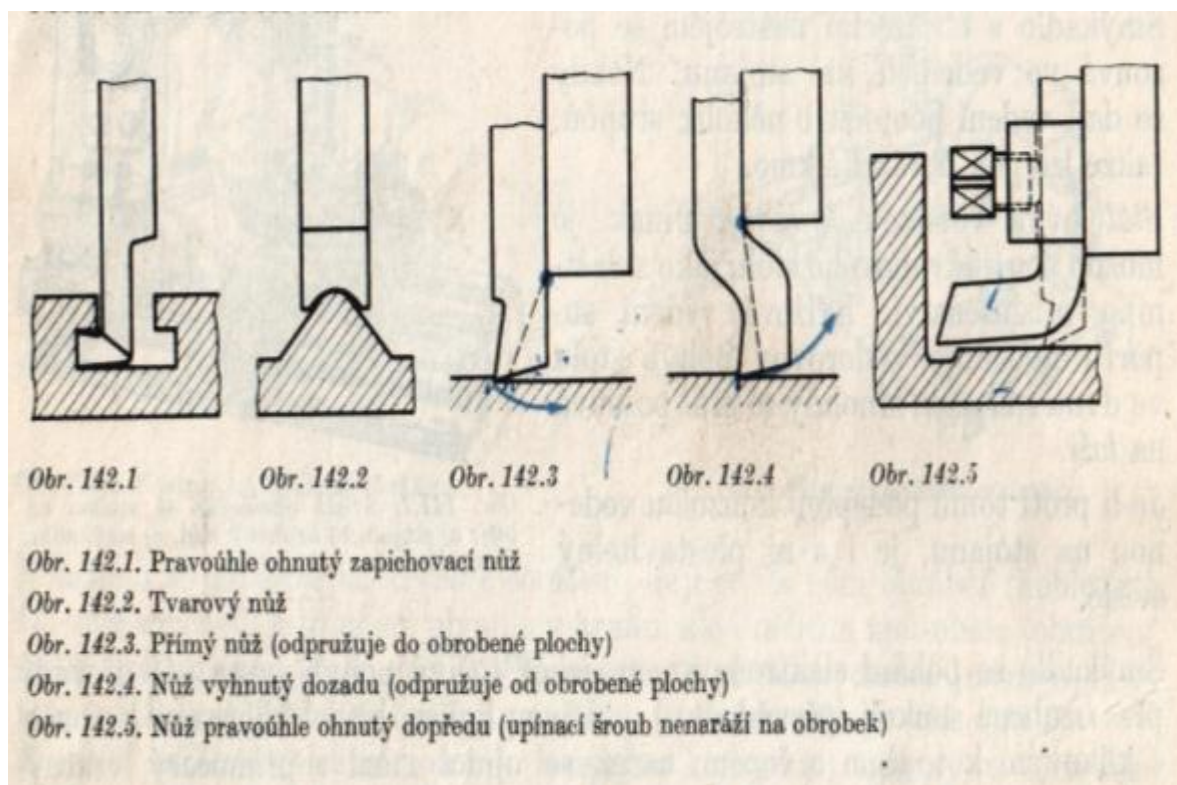 Obr. 142.1
Obr. 142.2
Obr. 142.3
Obr. 142.4
Obr. 142.5
Obr. 142.1. Pravoúhle ohnutý zapichovací nůž
Obr. 142.2. Tvarový nůž
Obr. 142.3. Přímý nůž (odpružuje do obrobené plochy)
Obr. 142.4. Nůž vyhnutý dozadu (odpružuje od obrobené plochy)
Obr. 142.5. Nůž pravoúhle ohnutý dopředu (upínací šroub nenaráží na obrobek)